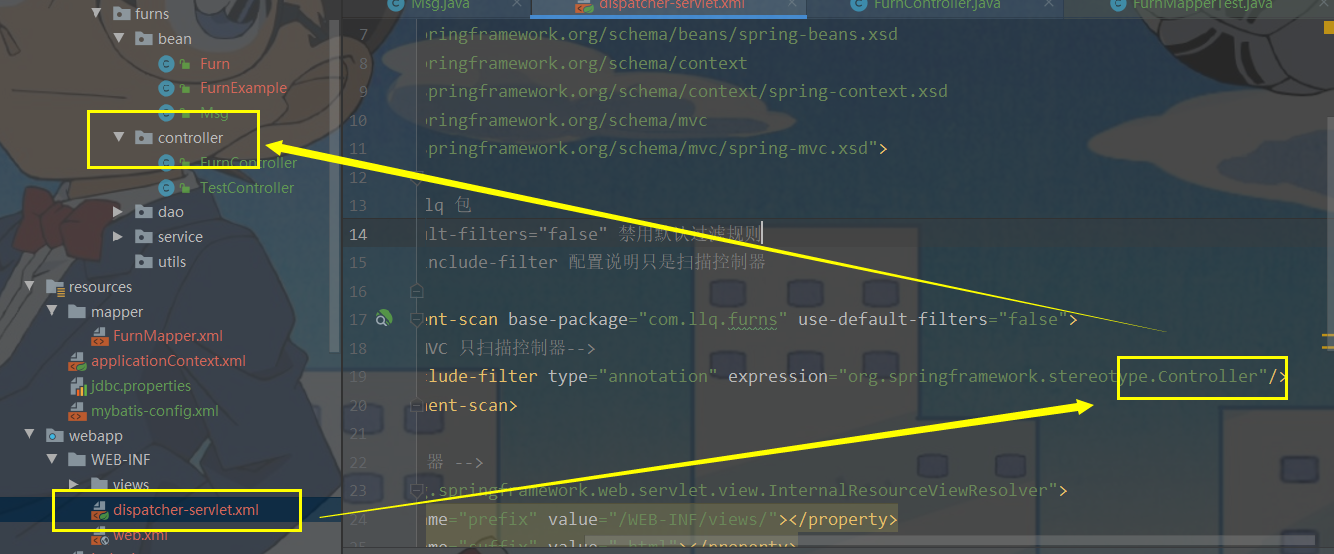 furns
bean
Furn
FurnExample
Msg
controller
FurnController
TestController
dao
service
utils
resources
mapper
FurnMapper.xml
applicationContext.xml
jdbc.properties
mybatis-config.xml
webapp
WEB-INF
views
dispatcher-servlet.xml
web.xml
Msg.java
dispatcher-servlet.xml
FurnController.java
FurnMapperTest.java
7 pringframework.org/schema/beans/spring-beans.xsd
8 pringframework.org/schema/context
9 pringframework.org/schema/context/spring-context.xsd
10 pringframework.org/schema/mvc
11 pringframework.org/schema/mvc/spring-mvc.xsd">
12
13 llq 包
14 ult-filters="false" 禁用默认过滤规则
15 include-filter 配置说明只是扫描控制器
16
17 ent-scan base-package="com.llq.furns" use-default-filters="false">
18 MVC 只扫描控制器-->
19 clude-filter type="annotation" expression="org.springframework.stereotype.Controller"/>
20 ent-scan>
21
22 器 -->
23 .springframework.web.servlet.view.InternalResourceViewResolver">
24 me="prefix" value="/WEB-INF/views/"></property>
25 me="suffix" value=".html"></property>